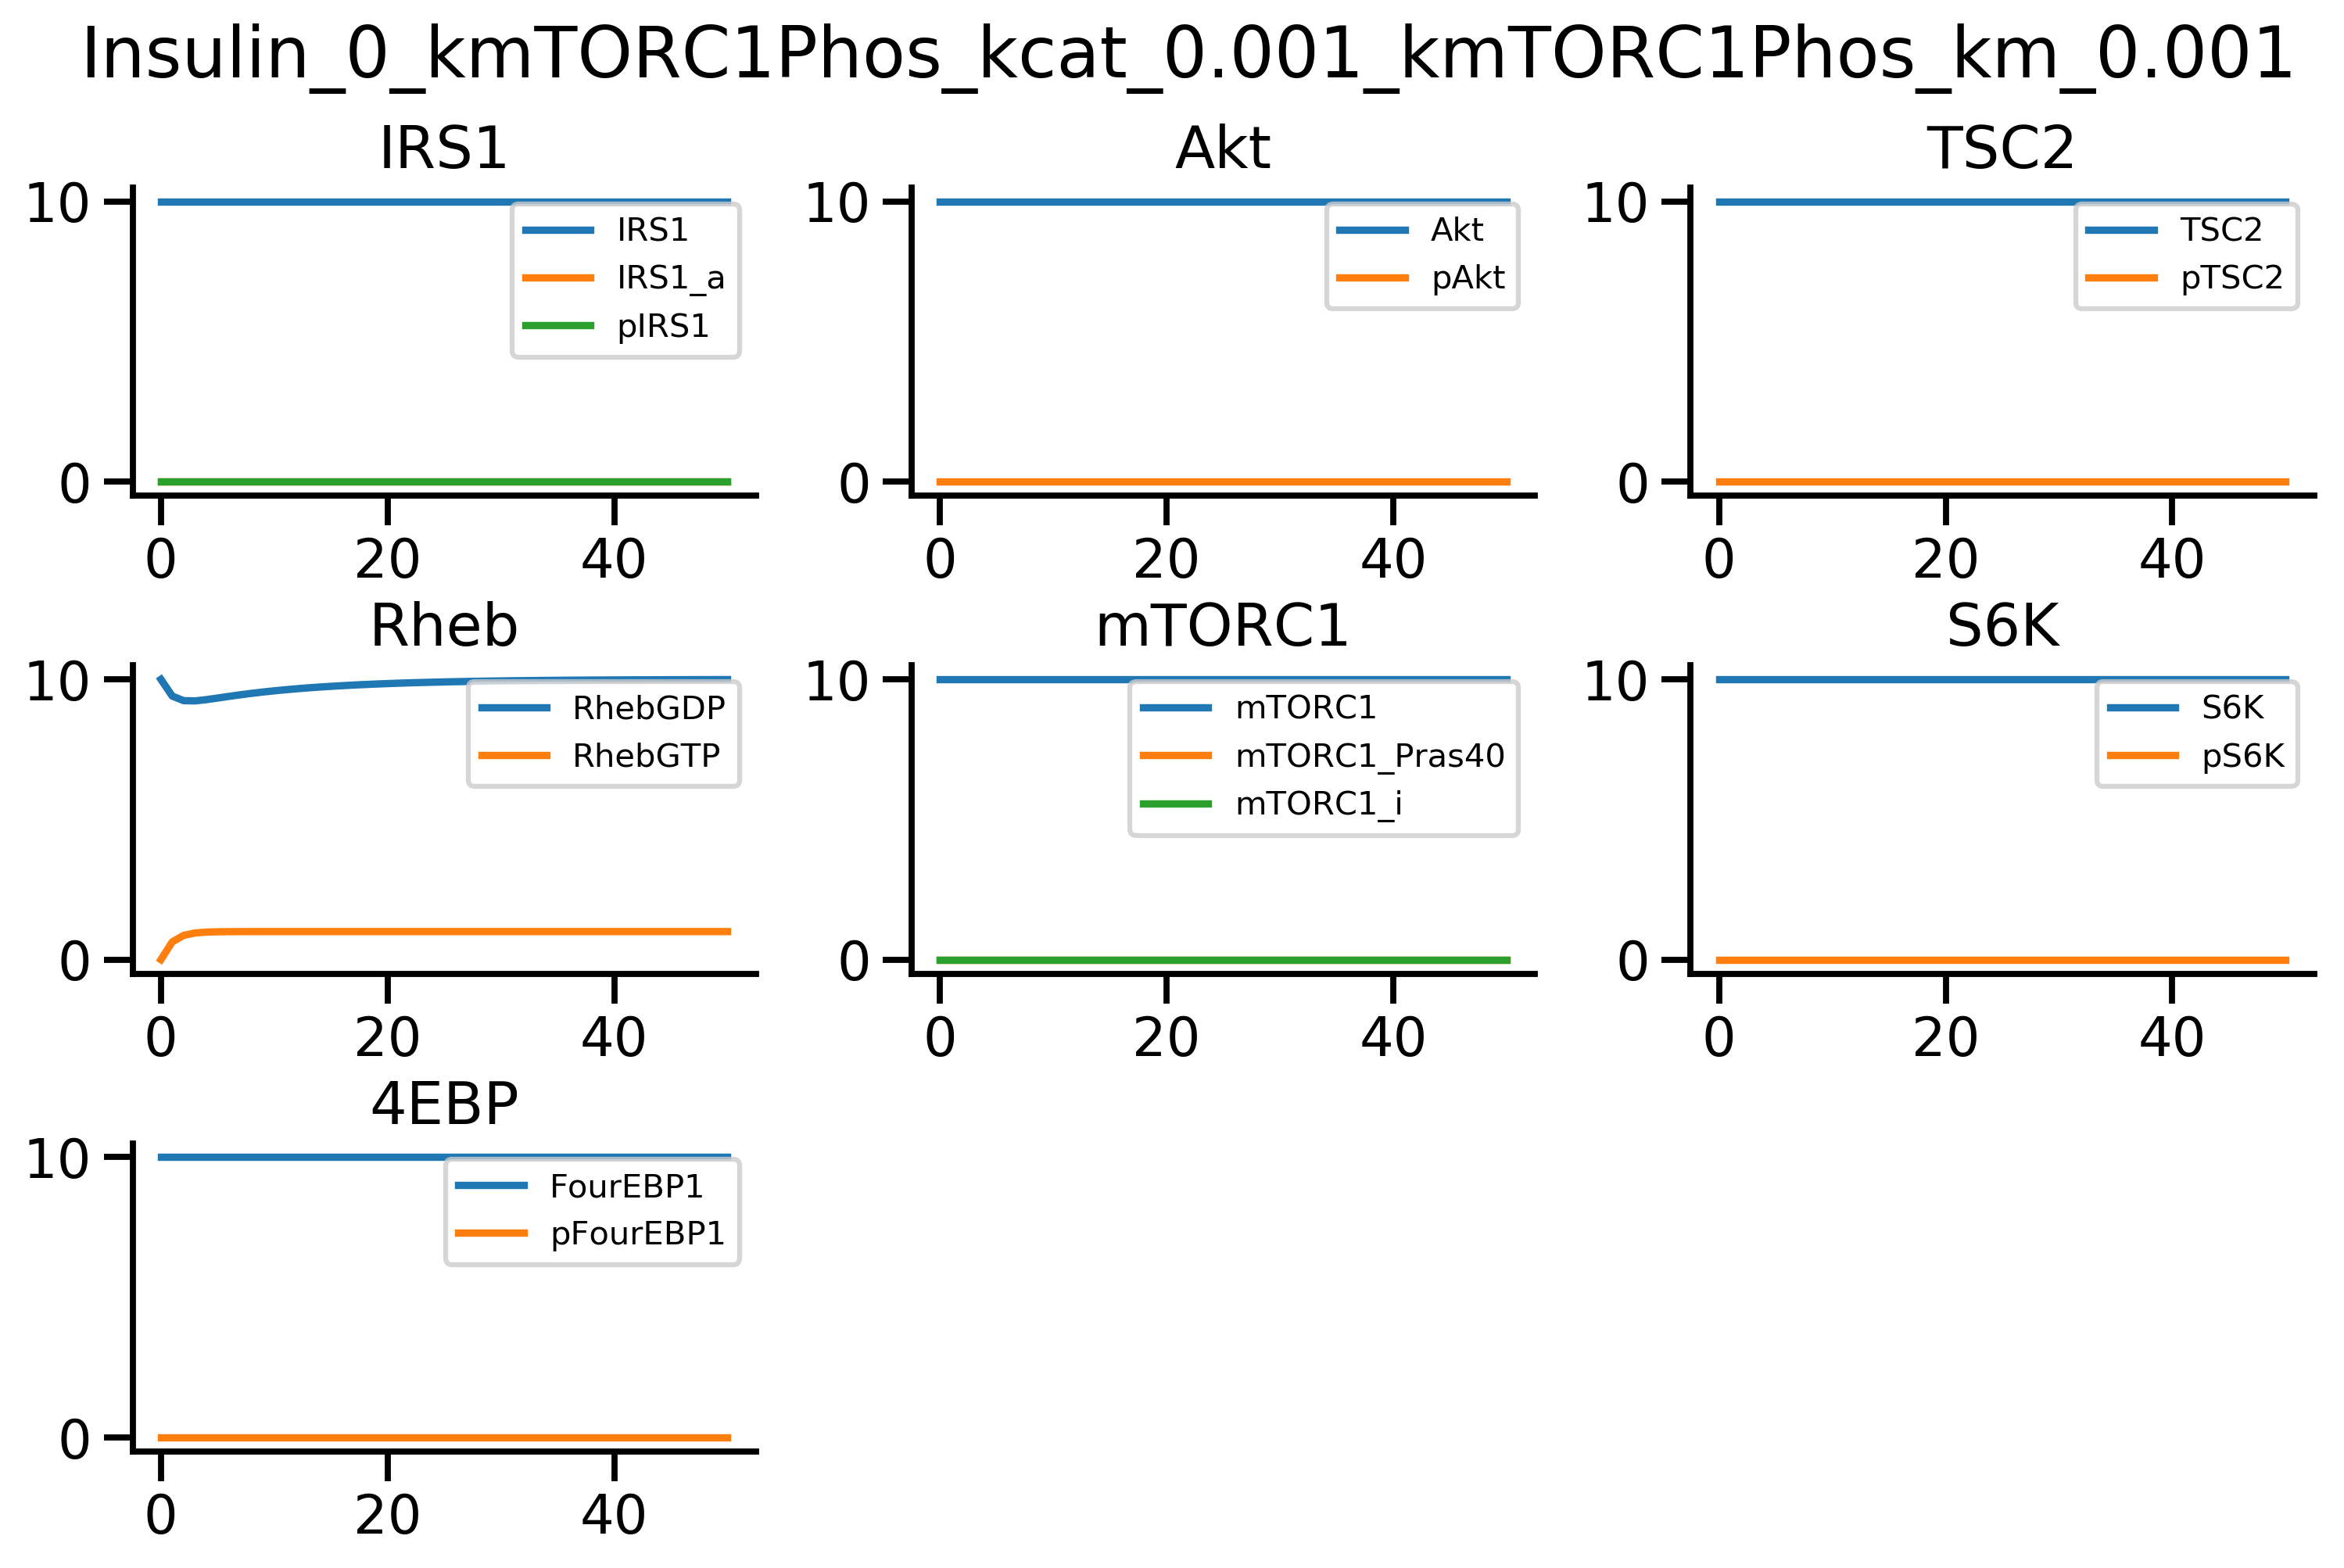 Insulin_0_kmTORC1Phos_kcat_0.001_kmTORC1Phos_km_0.001
IRS1
10
0
0 20 40
IRS1
IRS1_a
pIRS1
Akt
10
0
0 20 40
Akt
pAkt
TSC2
10
0
0 20 40
TSC2
pTSC2
Rheb
10
0
0 20 40
RhebGDP
RhebGTP
mTORC1
10
0
0 20 40
mTORC1
mTORC1_Pras40
mTORC1_i
S6K
10
0
0 20 40
S6K
pS6K
4EBP
10
0
0 20 40
FourEBP1
pFourEBP1